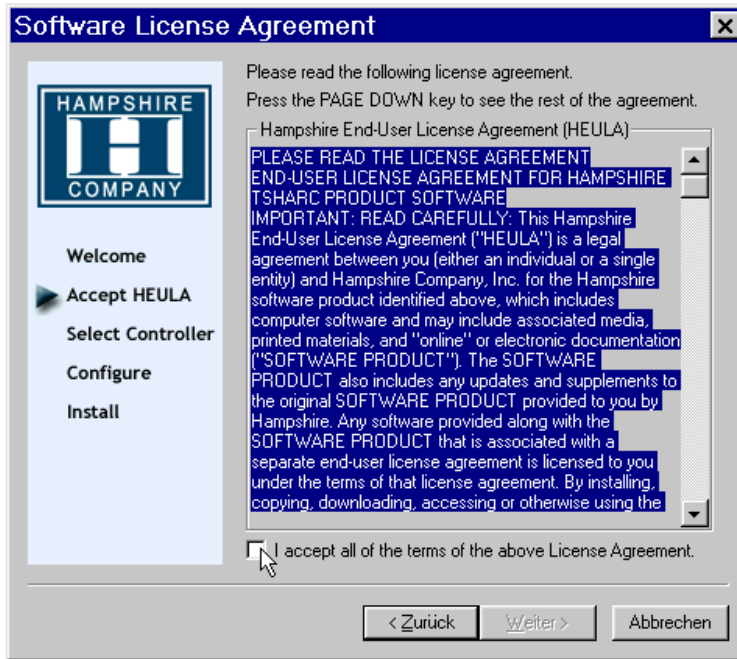 Software License Agreement
HAMPSHIRE
COMPANY
Welcome
Accept HEULA
Select Controller
Configure
Install
Please read the following license agreement.
Press the PAGE DOWN key to see the rest of the agreement.
Hampshire End-User License Agreement (HEULA)
PLEASE READ THE LICENSE AGREEMENT
END-USER LICENSE AGREEMENT FOR HAMPSHIRE
TSHARC PRODUCT SOFTWARE
IMPORTANT: READ CAREFULLY: This Hampshire
End-User License Agreement ("HEULA") is a legal
agreement between you (either an individual or a single
entity) and Hampshire Company, Inc. for the Hampshire
software product identified above, which includes
computer software and may include associated media,
printed materials, and "online" or electronic documentation
("SOFTWARE PRODUCT"). The SOFTWARE
PRODUCT also includes any updates and supplements to
the original SOFTWARE PRODUCT provided to you by
Hampshire. Any software provided along with the
SOFTWARE PRODUCT that is associated with a
separate end-user license agreement is licensed to you
under the terms of that license agreement. By installing,
copying, downloading, accessing or otherwise using the
I accept all of the terms of the above License Agreement.
< Zurück
Weiter >
Abbrechen